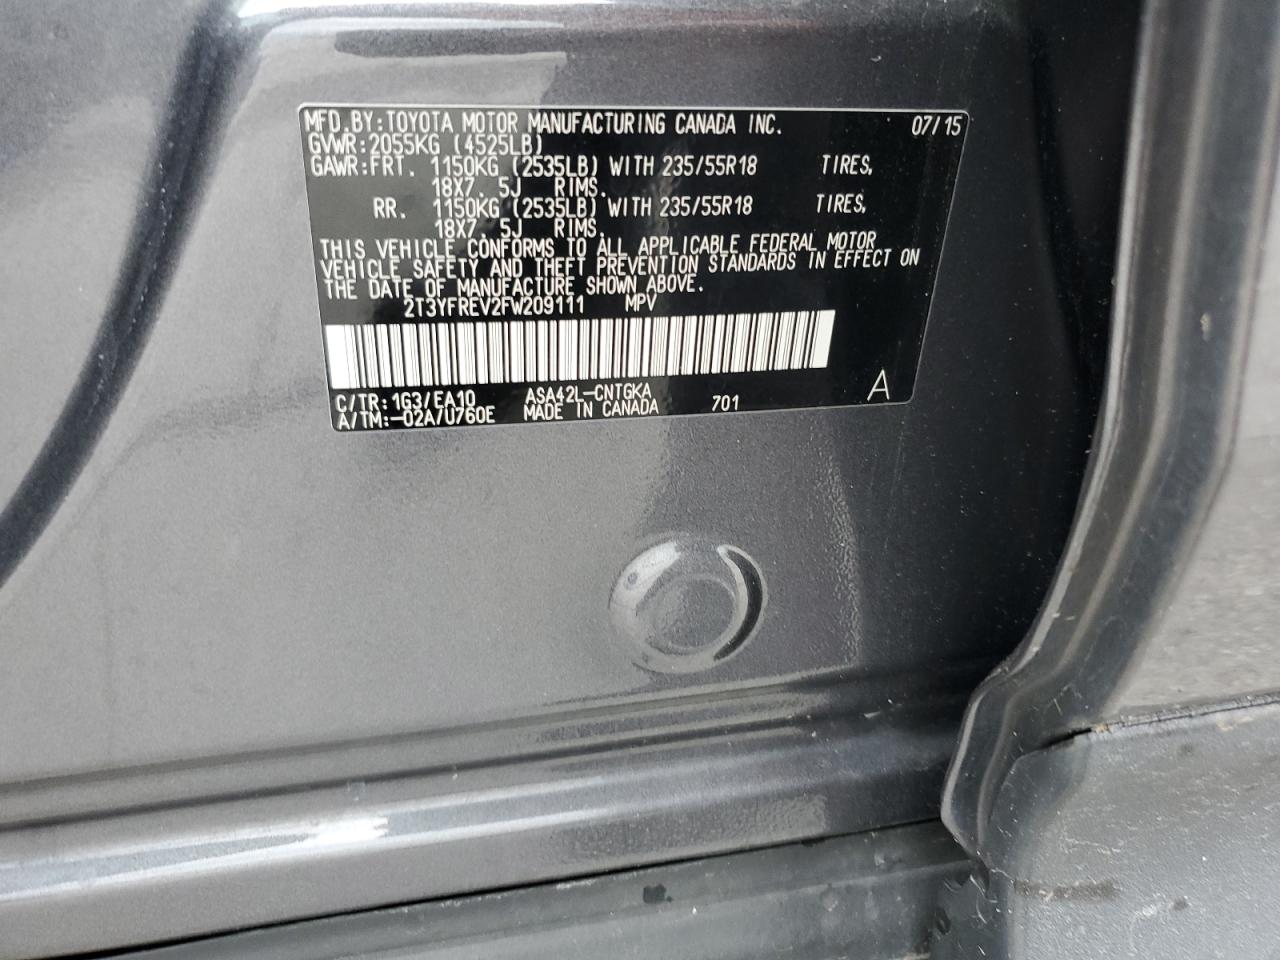 MFD.BY:TOYOTA MOTOR MANUFACTURING CANADA INC. 07/15
GVWR:2055KG (4525LB)
GAWR:FRT. 1150KG (2535LB) WITH 235/55R18 TIRES,
18X7. 5J RIMS.
RR. 1150KG (2535LB) WITH 235/55R18 TIRES,
18X7. 5J RIMS.
THIS VEHICLE CONFORMS TO ALL APPLICABLE FEDERAL MOTOR
VEHICLE SAFETY AND THEFT PREVENTION STANDARDS IN EFFECT ON
THE DATE OF MANUFACTURE SHOWN ABOVE.
2T3YFREV2FW209111 MPV
C/TR:1G3/EA10 ASA42L-CNTGKA
A/TM:-02A/U760E MADE IN CANADA 701 A